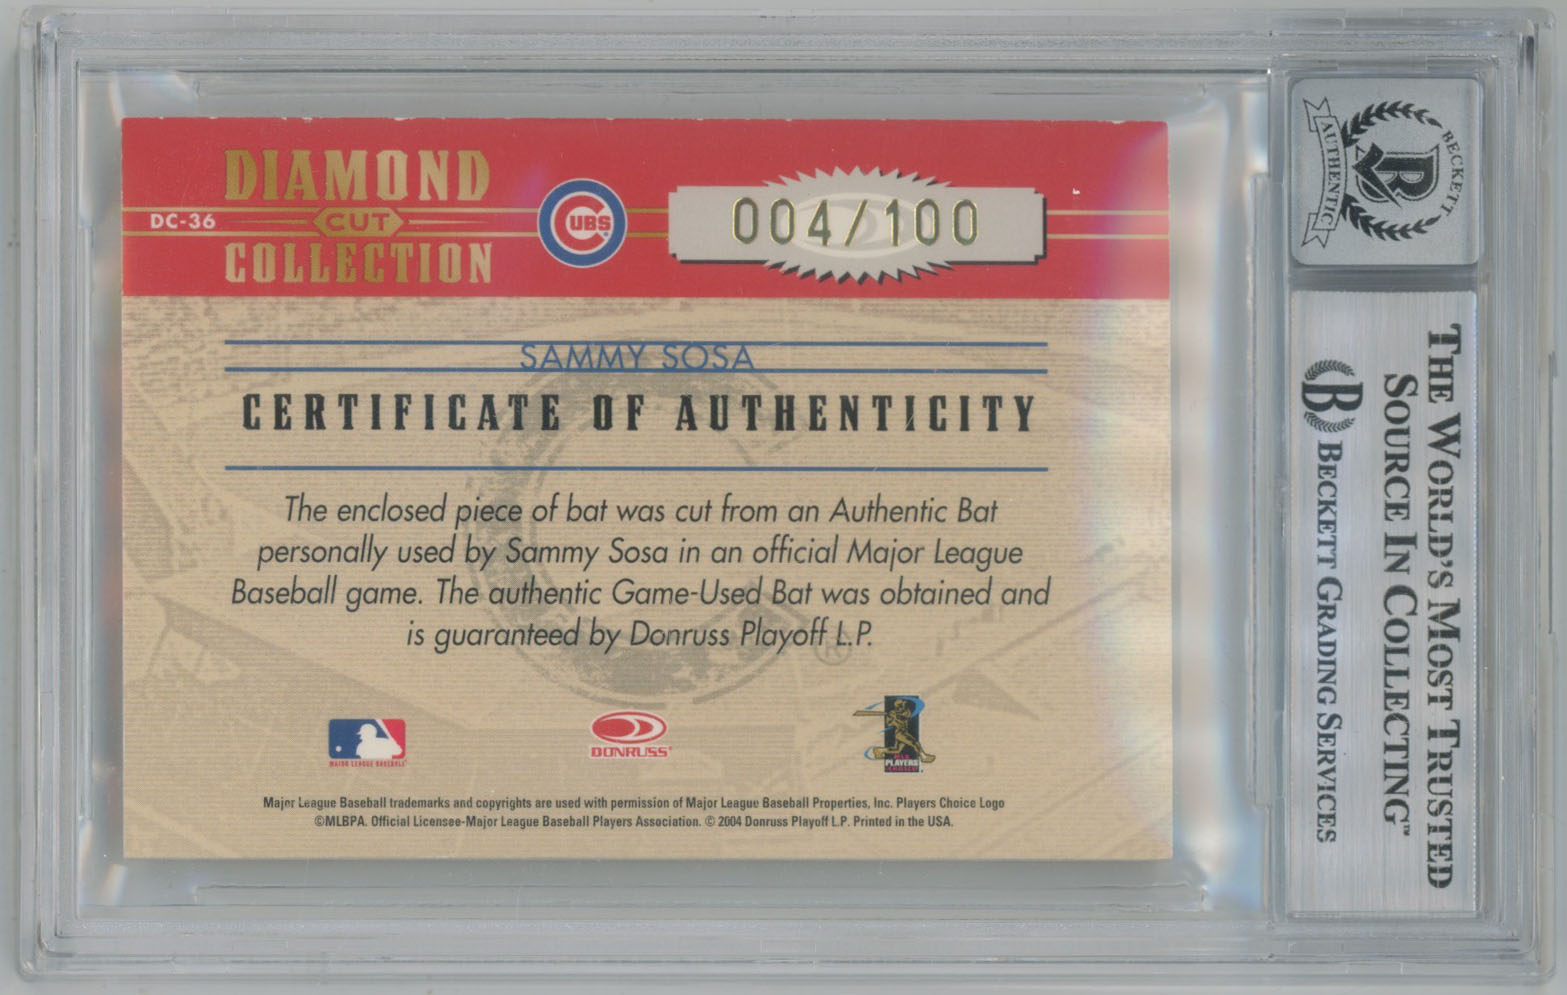 DIAMOND
CUT
COLLECTION
DC-36
CUBS
004/100
SAMMY SOSA
CERTIFICATE OF AUTHENTICITY
The enclosed piece of bat was cut from an Authentic Bat
personally used by Sammy Sosa in an official Major League
Baseball game. The authentic Game-Used Bat was obtained and
is guaranteed by Donruss Playoff L.P.
MAJOR LEAGUE BASEBALL
DONRUSS
PLAYERS
CHOICE
Major League Baseball trademarks and copyrights are used with permission of Major League Baseball Properties, Inc. Players Choice Logo
©MLBPA. Official Licensee-Major League Baseball Players Association. © 2004 Donruss Playoff L.P. Printed in the USA.
BECKETT
AUTHENTIC
THE WORLD'S MOST TRUSTED
SOURCE IN COLLECTING™
B BECKETT GRADING SERVICES